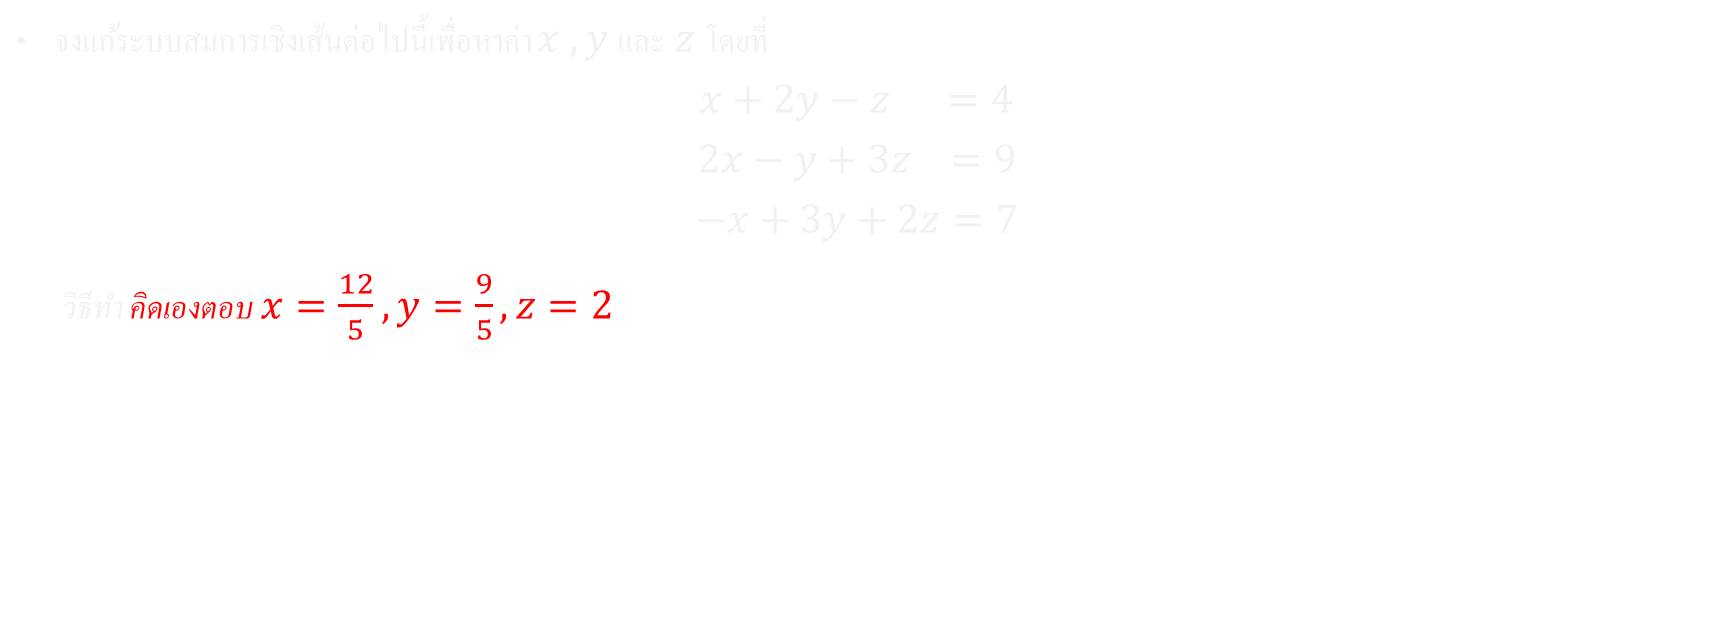 • จงแก้ระบบสมการเชิงเส้นต่อไปนี้เพื่อหาค่า x , y และ z โดยที่
x + 2y − z = 4
2x − y + 3z = 9
−x + 3y + 2z = 7
วิธีทำ คิดเองตอบ x = 12/5 , y = 9/5 , z = 2